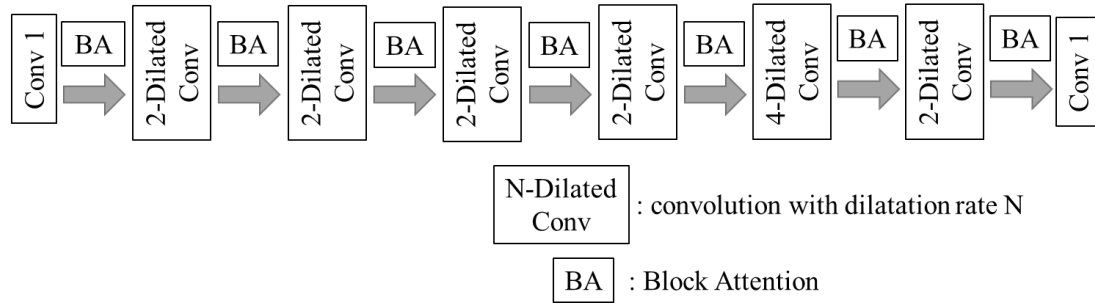 Conv 1
BA
2-Dilated
Conv
BA
2-Dilated
Conv
BA
2-Dilated
Conv
BA
2-Dilated
Conv
BA
4-Dilated
Conv
BA
2-Dilated
Conv
BA
Conv 1
N-Dilated
Conv
: convolution with dilatation rate N
BA : Block Attention